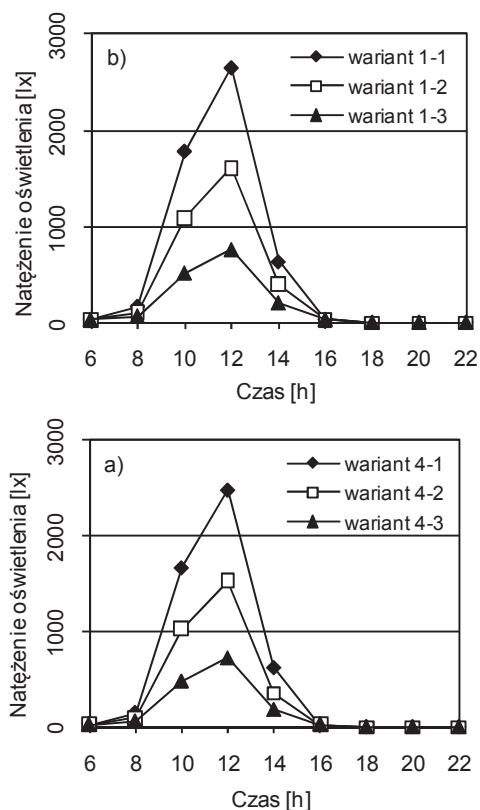 b)
wariant 1-1
wariant 1-2
wariant 1-3
Natężenie oświetlenia [lx]
3000
2000
1000
0
6 8 10 12 14 16 18 20 22
Czas [h]
a)
wariant 4-1
wariant 4-2
wariant 4-3
Natężenie oświetlenia [lx]
3000
2000
1000
0
6 8 10 12 14 16 18 20 22
Czas [h]